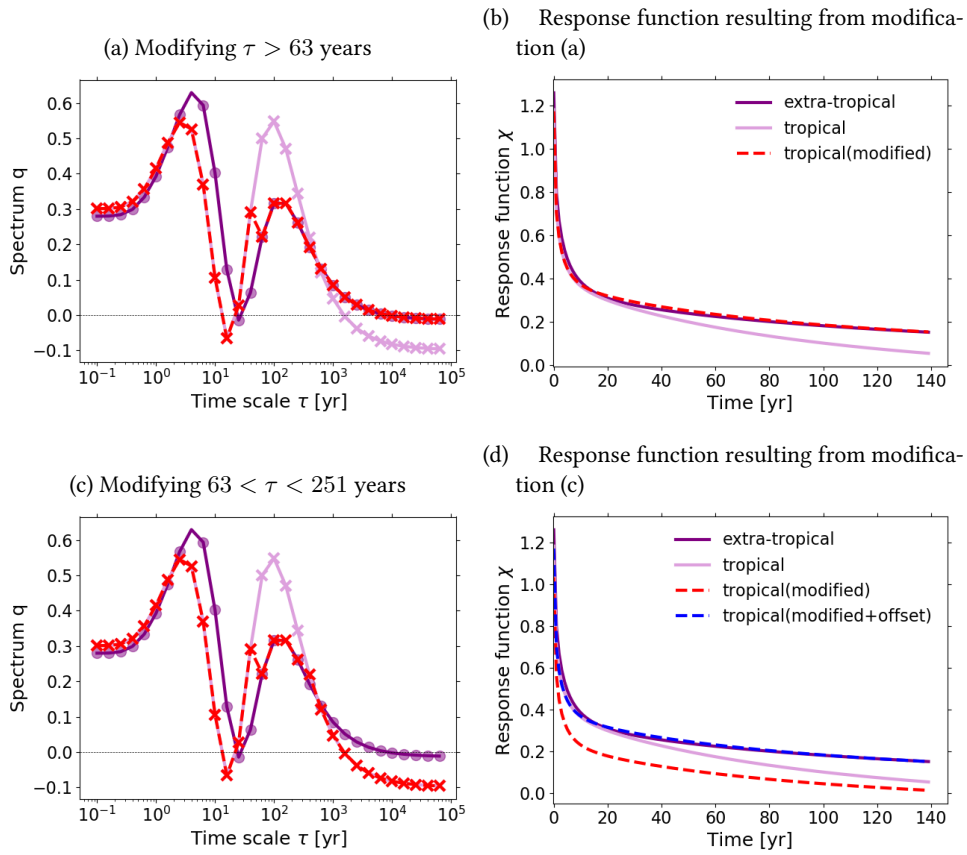 (a) Modifying τ > 63 years
0.6
0.5
0.4
0.3
0.2
0.1
0.0
−0.1
Spectrum q
10⁻¹ 10⁰ 10¹ 10² 10³ 10⁴ 10⁵
Time scale τ [yr]
(b) Response function resulting from modifica-
tion (a)
1.2
1.0
0.8
0.6
0.4
0.2
0.0
Response function χ
extra-tropical
tropical
tropical(modified)
0 20 40 60 80 100 120 140
Time [yr]
(c) Modifying 63 < τ < 251 years
0.6
0.5
0.4
0.3
0.2
0.1
0.0
−0.1
Spectrum q
10⁻¹ 10⁰ 10¹ 10² 10³ 10⁴ 10⁵
Time scale τ [yr]
(d) Response function resulting from modifica-
tion (c)
1.2
1.0
0.8
0.6
0.4
0.2
0.0
Response function χ
extra-tropical
tropical
tropical(modified)
tropical(modified+offset)
0 20 40 60 80 100 120 140
Time [yr]